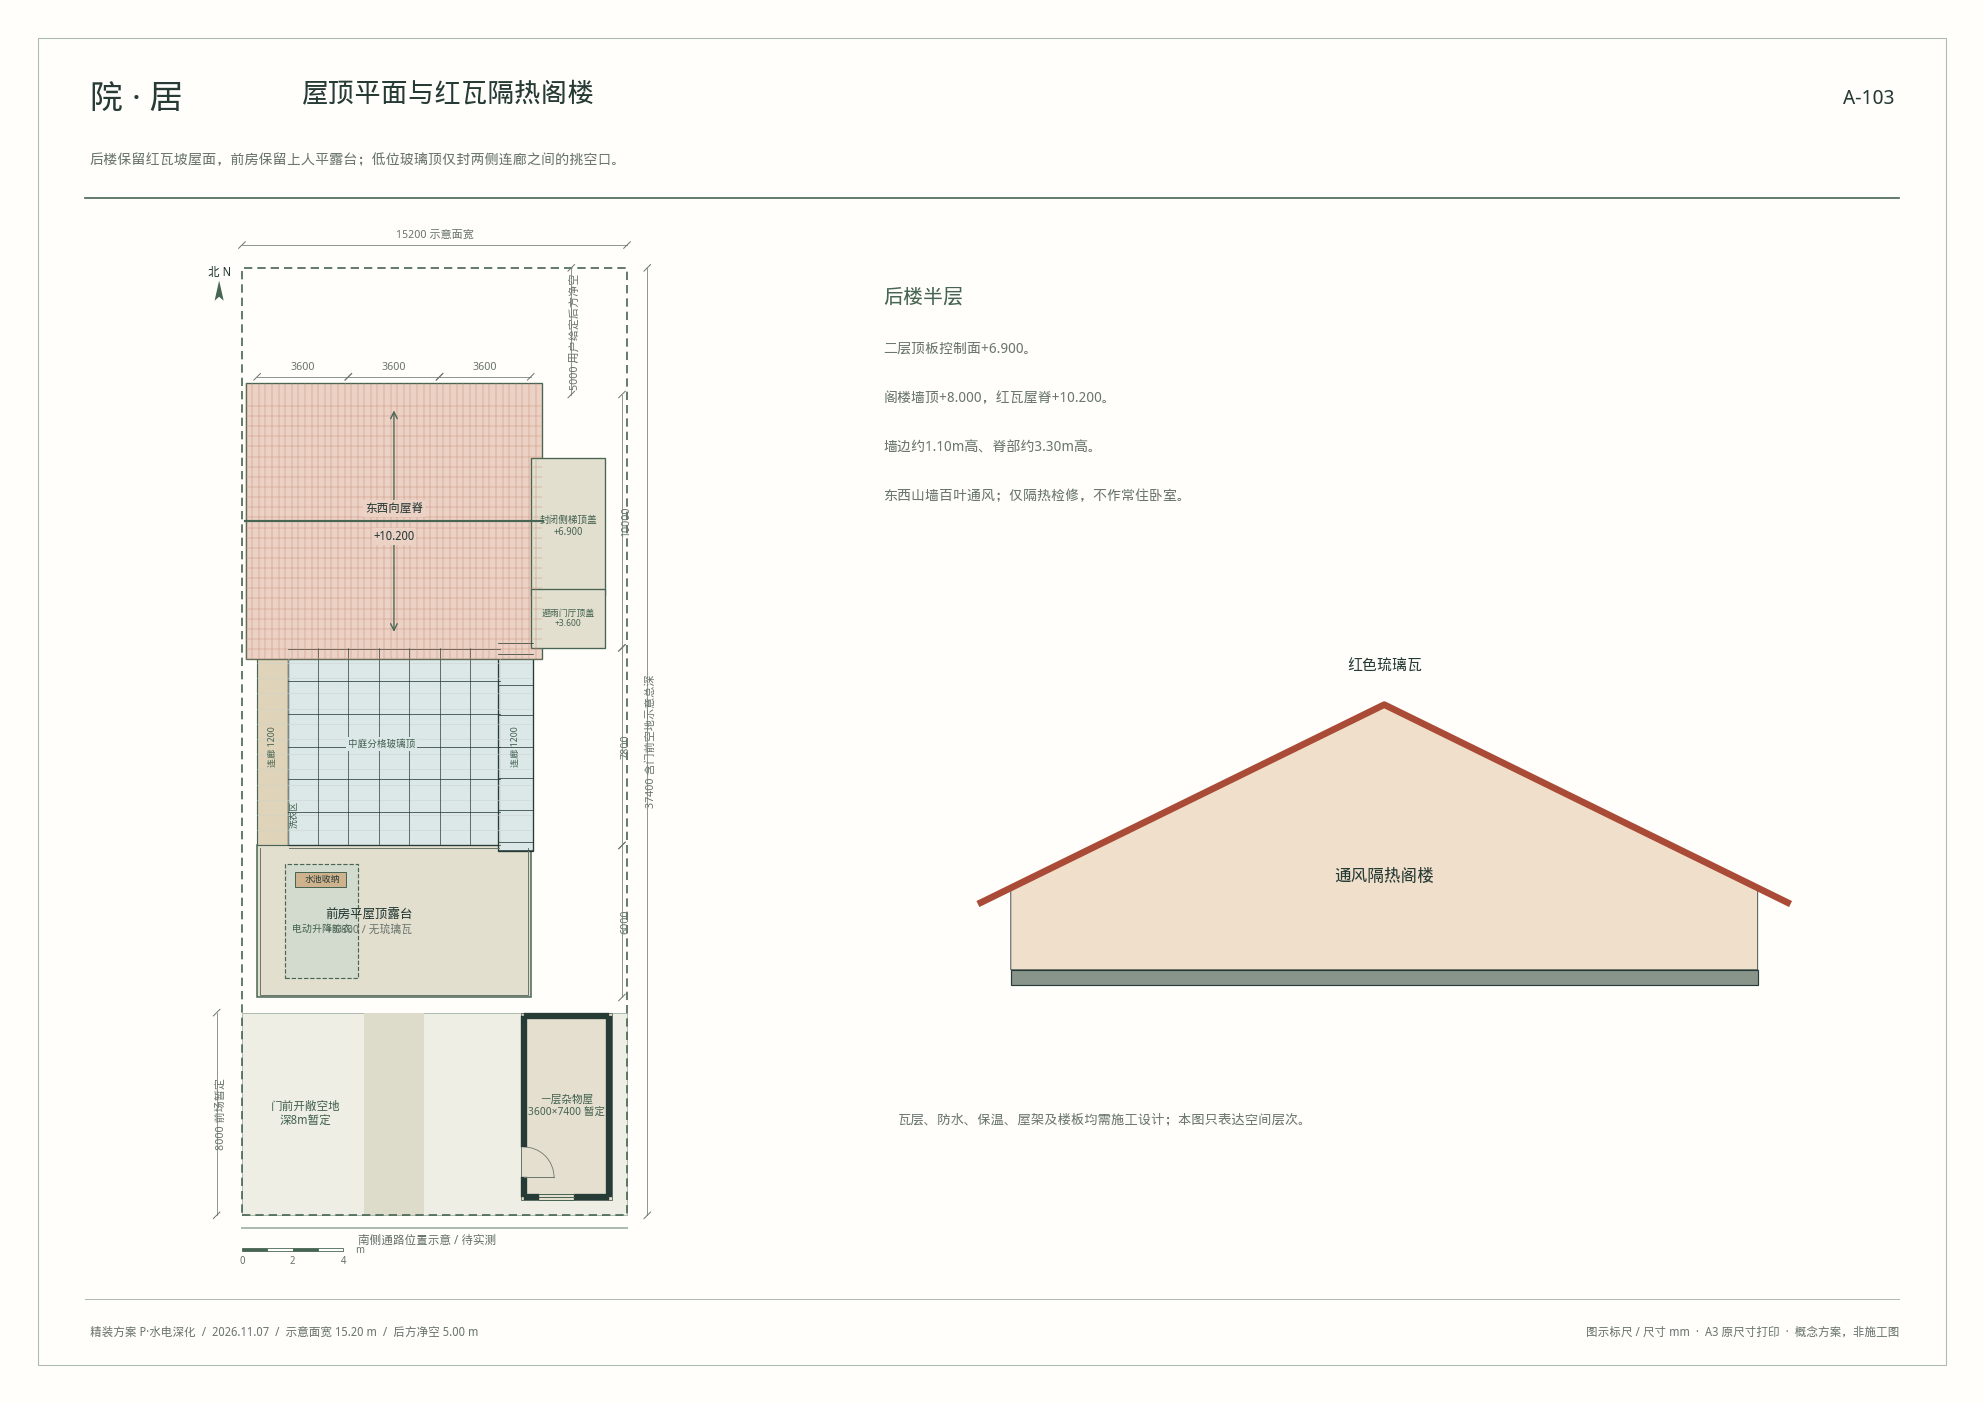 院 · 居
屋顶平面与红瓦隔热阁楼
A-103
后楼保留红瓦坡屋面，前房保留上人平露台；低位玻璃顶仅封两侧连廊之间的挑空口。
15200 示意面宽
北 N
5000 用户给定后方净空
3600
3600
3600
东西向屋脊
+10.200
封闭侧梯顶盖
+6.900
避雨门厅顶盖
+3.600
10000
连廊 1200
中庭分格玻璃顶
连廊 1200
洗衣区
7800
37400 含门前空地示意总深
水池收纳
前房平屋顶露台
电动升降
/ 无琉璃瓦
6000
8000 前场暂定
门前开敞空地
深8m暂定
一层杂物屋
3600×7400 暂定
南侧通路位置示意 / 待实测
m
0
2
4
后楼半层
二层顶板控制面+6.900。
阁楼墙顶+8.000，红瓦屋脊+10.200。
墙边约1.10m高、脊部约3.30m高。
东西山墙百叶通风；仅隔热检修，不作常住卧室。
红色琉璃瓦
通风隔热阁楼
瓦层、防水、保温、屋架及楼板均需施工设计；本图只表达空间层次。
精装方案 P·水电深化 / 2026.11.07 / 示意面宽 15.20 m / 后方净空 5.00 m
图示标尺 / 尺寸 mm · A3 原尺寸打印 · 概念方案，非施工图